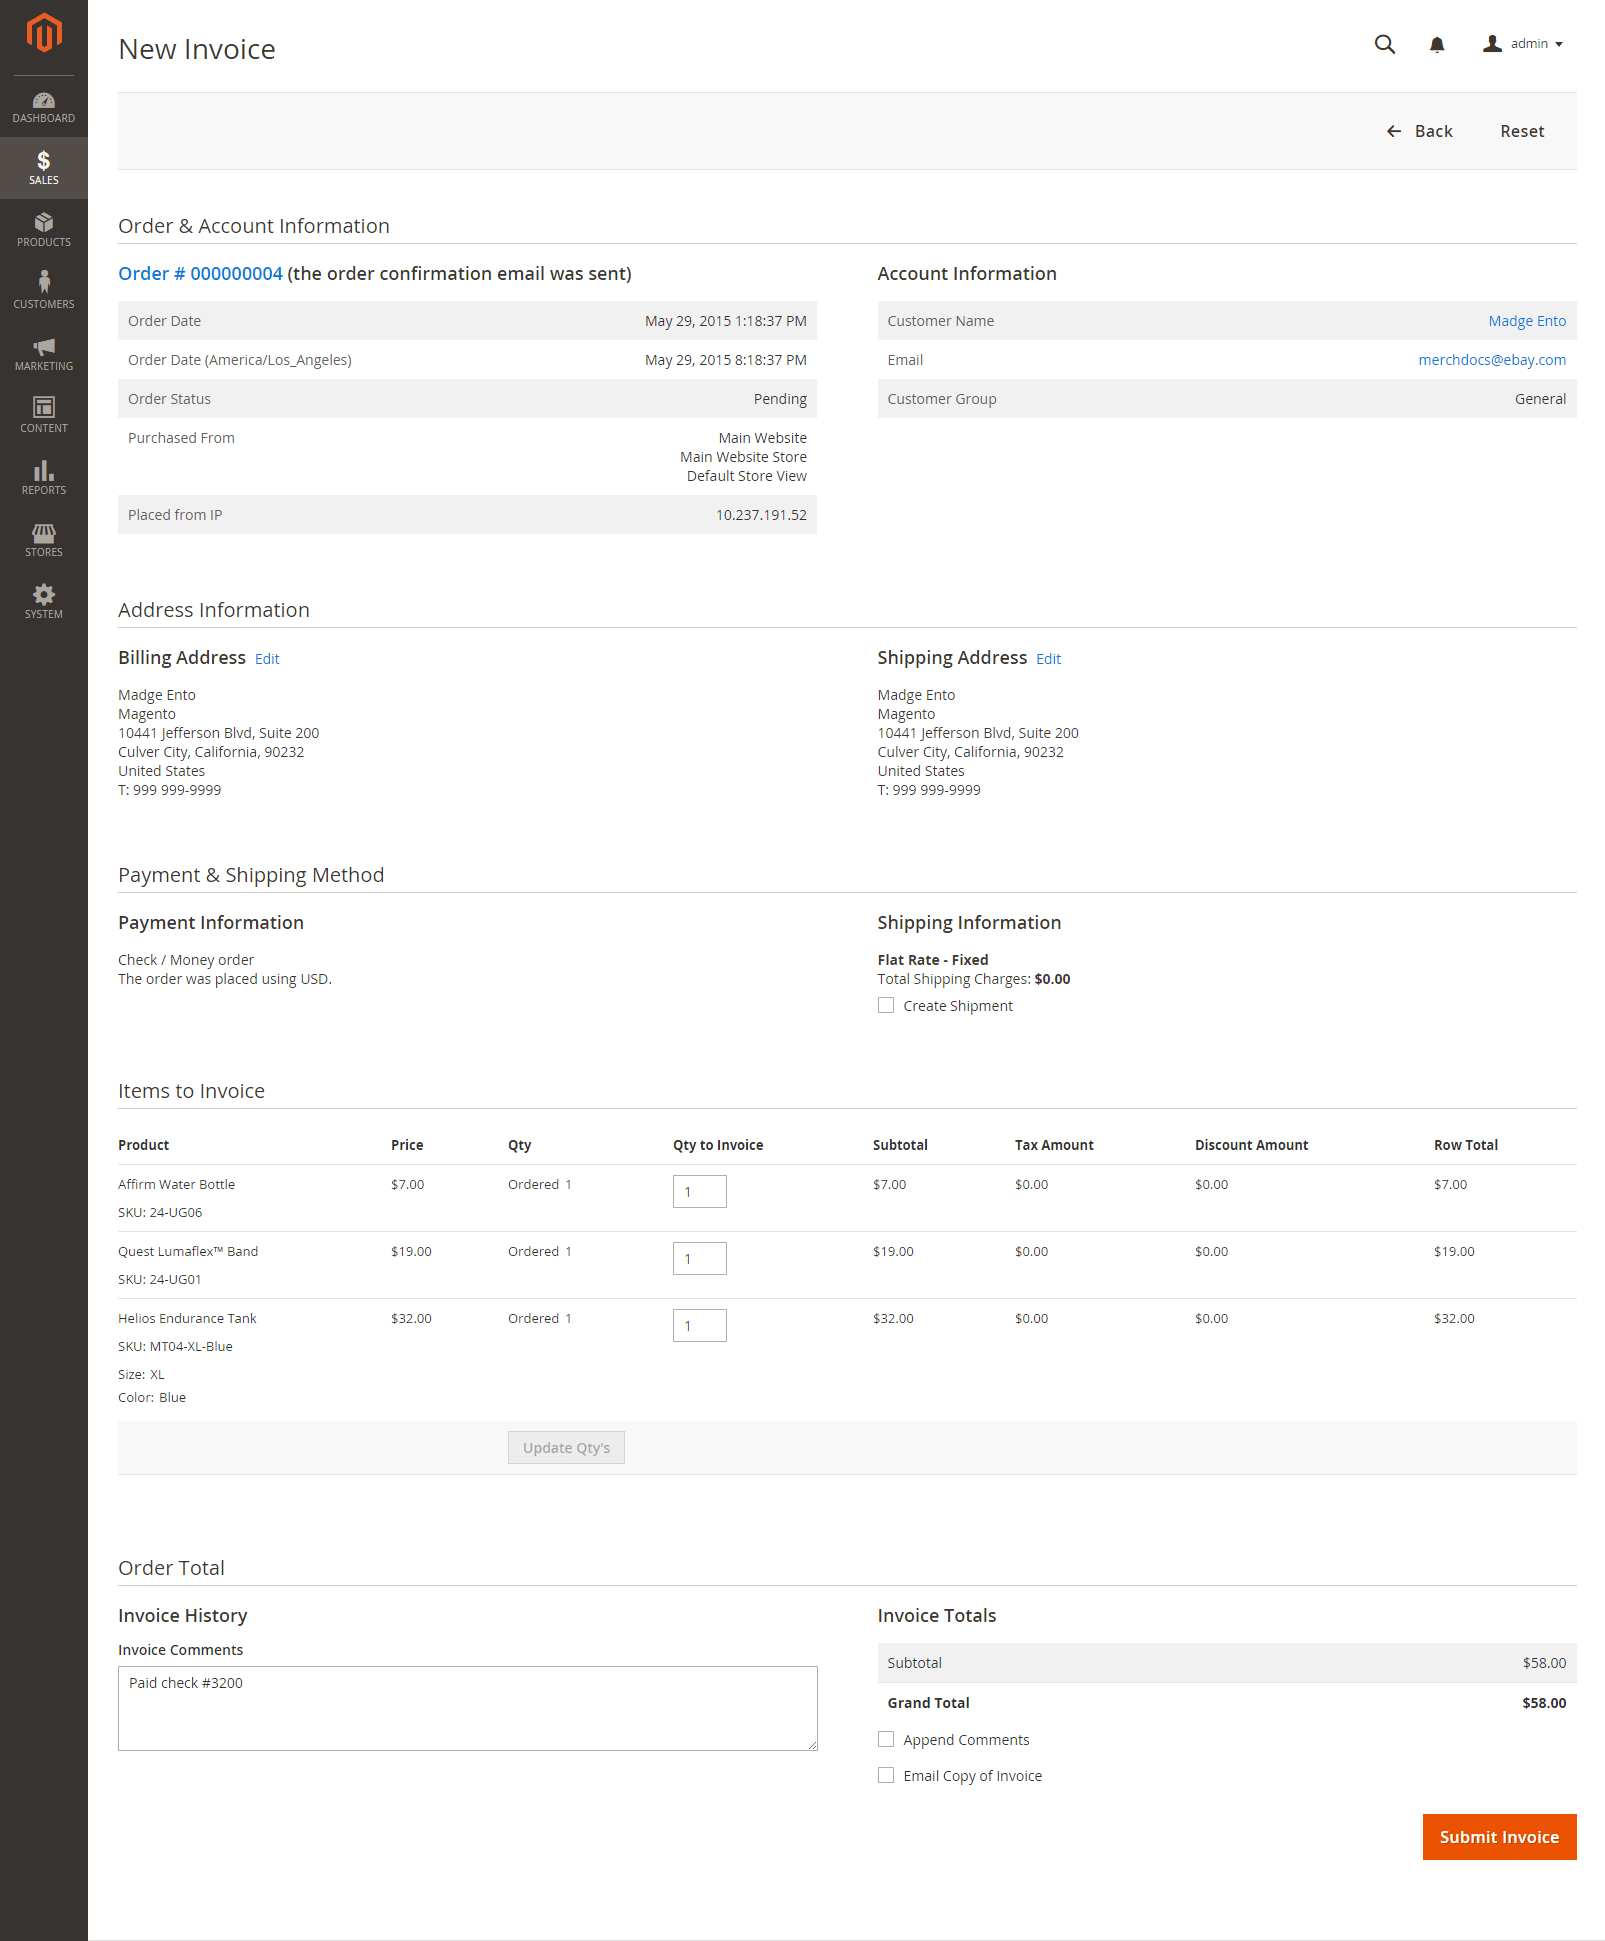 New Invoice
admin
DASHBOARD
SALES
PRODUCTS
CUSTOMERS
MARKETING
CONTENT
REPORTS
STORES
SYSTEM
Back
Reset
Order & Account Information
Order # 000000004 (the order confirmation email was sent)
Order Date May 29, 2015 1:18:37 PM
Order Date (America/Los_Angeles) May 29, 2015 8:18:37 PM
Order Status Pending
Purchased From Main Website
Main Website Store
Default Store View
Placed from IP 10.237.191.52
Account Information
Customer Name Madge Ento
Email merchdocs@ebay.com
Customer Group General
Address Information
Billing Address Edit
Madge Ento
Magento
10441 Jefferson Blvd, Suite 200
Culver City, California, 90232
United States
T: 999 999-9999
Shipping Address Edit
Madge Ento
Magento
10441 Jefferson Blvd, Suite 200
Culver City, California, 90232
United States
T: 999 999-9999
Payment & Shipping Method
Payment Information
Check / Money order
The order was placed using USD.
Shipping Information
Flat Rate - Fixed
Total Shipping Charges: $0.00
Create Shipment
Items to Invoice
Product Price Qty Qty to Invoice Subtotal Tax Amount Discount Amount Row Total
Affirm Water Bottle $7.00 Ordered 1 1 $7.00 $0.00 $0.00 $7.00
SKU: 24-UG06
Quest Lumaflex™ Band $19.00 Ordered 1 1 $19.00 $0.00 $0.00 $19.00
SKU: 24-UG01
Helios Endurance Tank $32.00 Ordered 1 1 $32.00 $0.00 $0.00 $32.00
SKU: MT04-XL-Blue
Size: XL
Color: Blue
Update Qty's
Order Total
Invoice History
Invoice Comments
Paid check #3200
Invoice Totals
Subtotal $58.00
Grand Total $58.00
Append Comments
Email Copy of Invoice
Submit Invoice